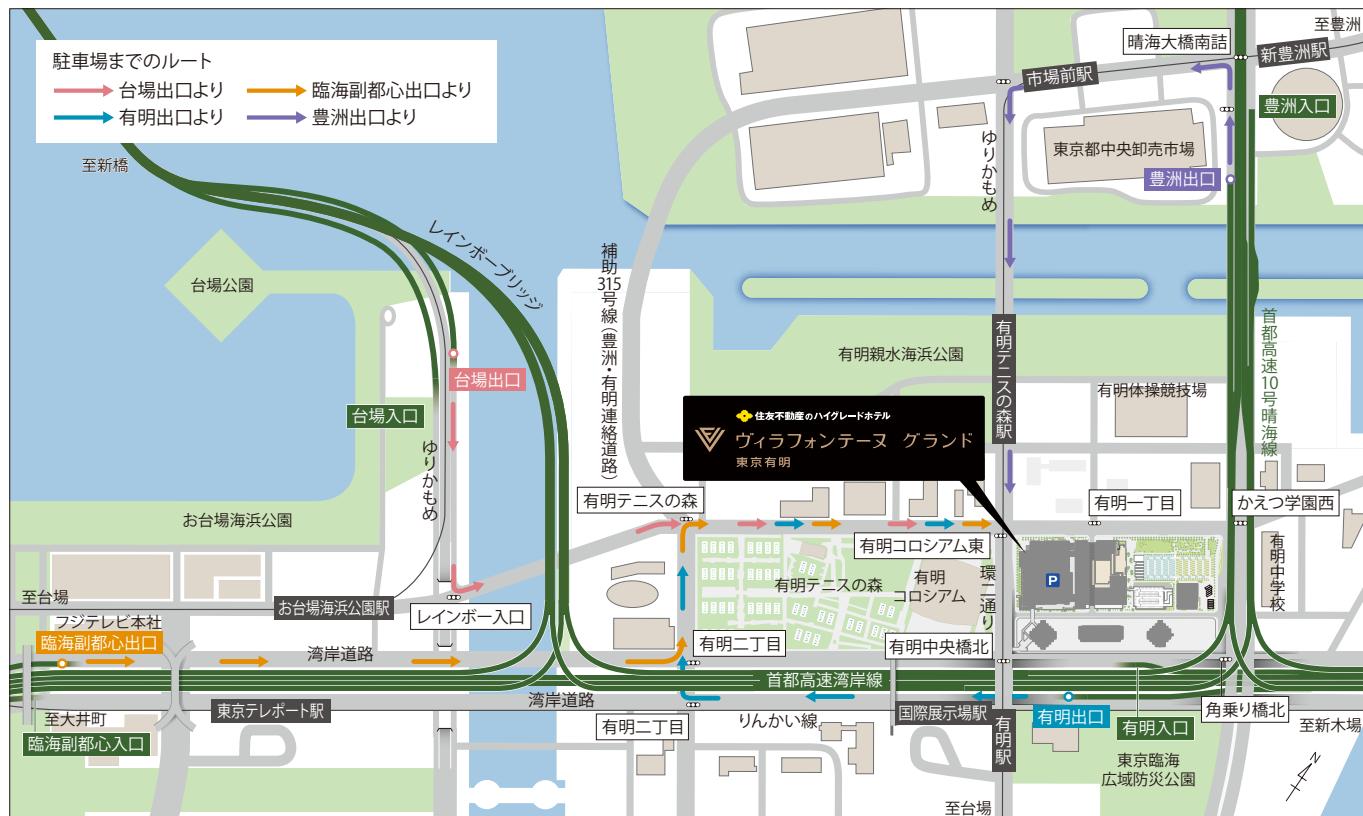 駐車場までのルート
台場出口より
臨海副都心出口より
有明出口より
豊洲出口より
至新橋
至豊洲
晴海大橋南詰
新豊洲駅
市場前駅
豊洲入口
東京都中央卸売市場
ゆりかもめ
豊洲出口
レインボーブリッジ
台場公園
補助315号線(豊洲・有明連絡道路)
首都高速10号晴海線
有明テニスの森駅
有明親水海浜公園
台場出口
有明体操競技場
台場入口
住友不動産のハイグレードホテル
ヴィラフォンテーヌ グランド
東京有明
ゆりかもめ
有明テニスの森
有明一丁目
かえつ学園西
お台場海浜公園
有明コロシアム東
有明中学校
有明テニスの森
有明
コロシアム
環二通り
P
至台場
お台場海浜公園駅
レインボー入口
フジテレビ本社
臨海副都心出口
湾岸道路
有明二丁目
有明中央橋北
首都高速湾岸線
東京テレポート駅
湾岸道路
国際展示場駅
有明出口
有明入口
角乗り橋北
至大井町
臨海副都心入口
有明二丁目
りんかい線
有明駅
至新木場
東京臨海
広域防災公園
至台場